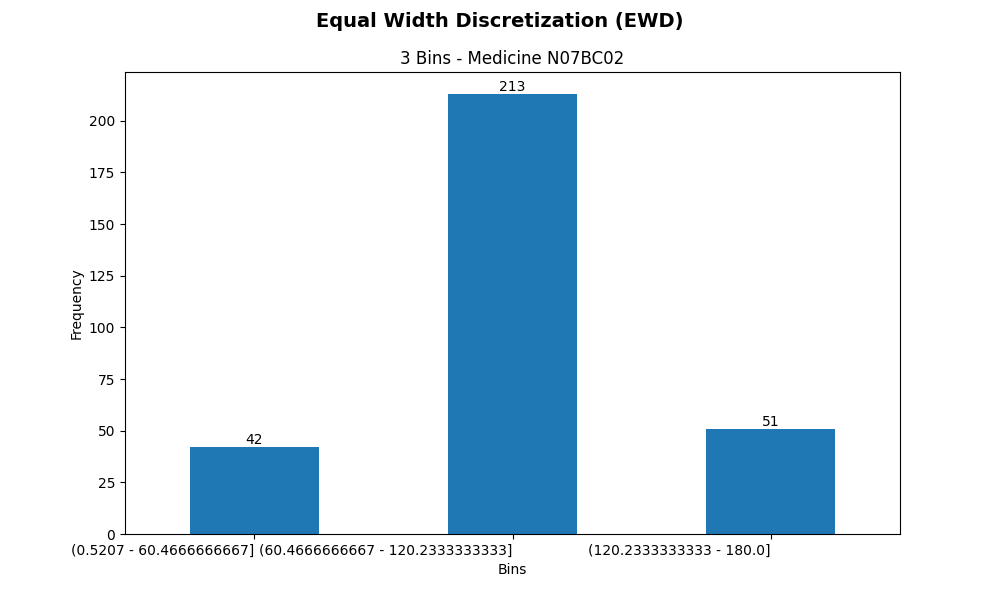 Equal Width Discretization (EWD)
3 Bins - Medicine N07BC02
213
200
175
150
125
100
75
50
25
0
Frequency
42
51
(0.5207 - 60.4666666667] (60.4666666667 - 120.2333333333] (120.2333333333 - 180.0]
Bins